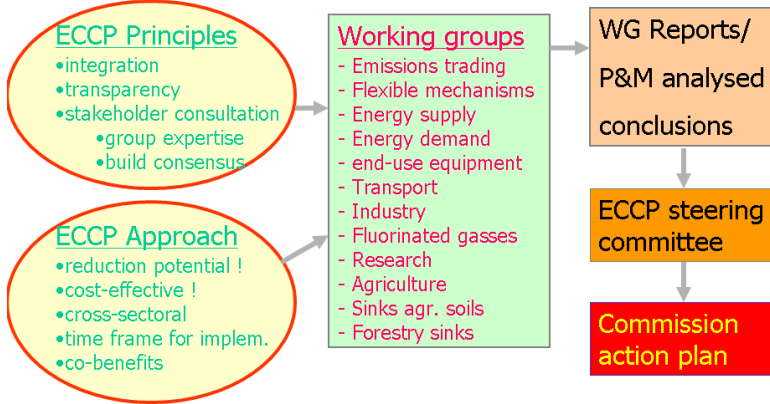 ECCP Principles
•integration
•transparency
•stakeholder consultation
•group expertise
•build consensus
ECCP Approach
•reduction potential !
•cost-effective !
•cross-sectoral
•time frame for implem.
•co-benefits
Working groups
- Emissions trading
- Flexible mechanisms
- Energy supply
- Energy demand
- end-use equipment
- Transport
- Industry
- Fluorinated gasses
- Research
- Agriculture
- Sinks agr. soils
- Forestry sinks
WG Reports/
P&M analysed
conclusions
ECCP steering
committee
Commission
action plan